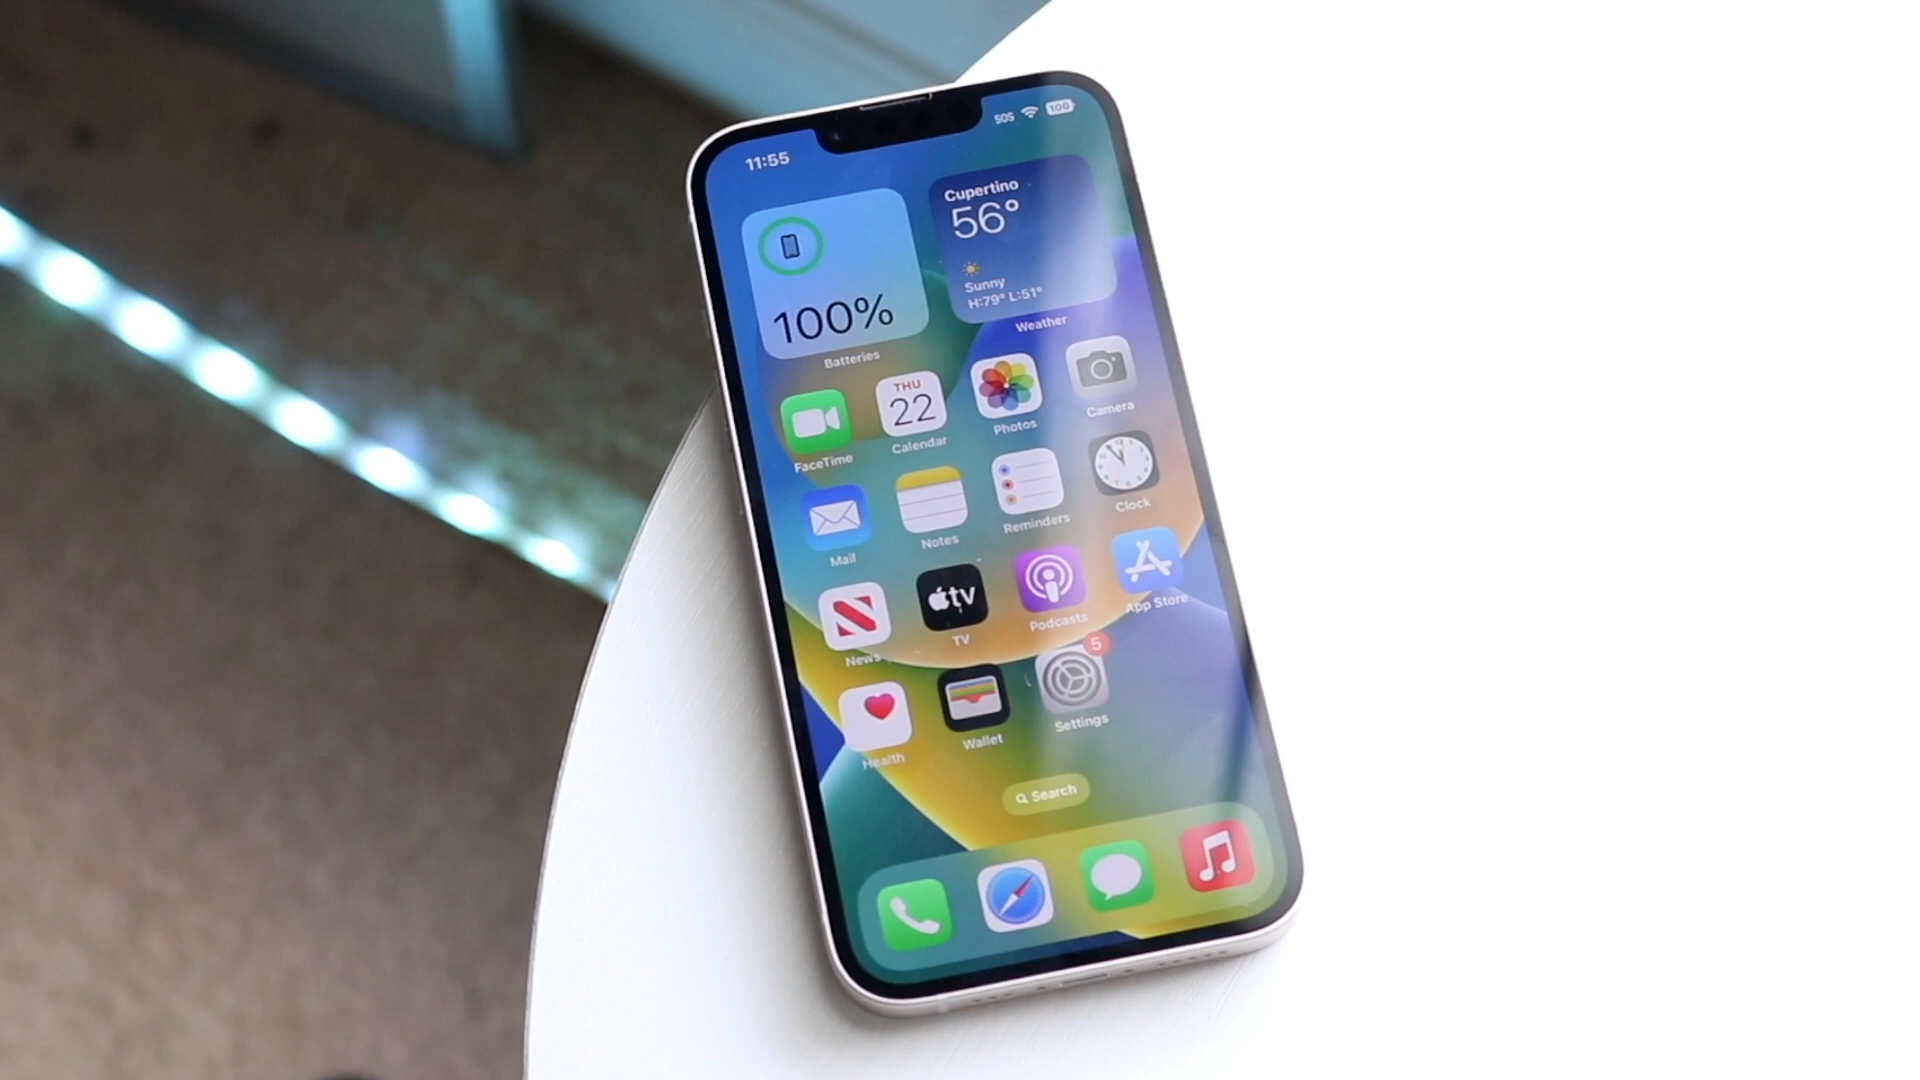 11:55
SOS
100
100%
Batteries
Cupertino
56°
Sunny
H:79° L:51°
Weather
FaceTime
THU
22
Calendar
Photos
Camera
Mail
Notes
Reminders
Clock
News
tv
TV
Podcasts
App Store
Health
Wallet
5
Settings
Search